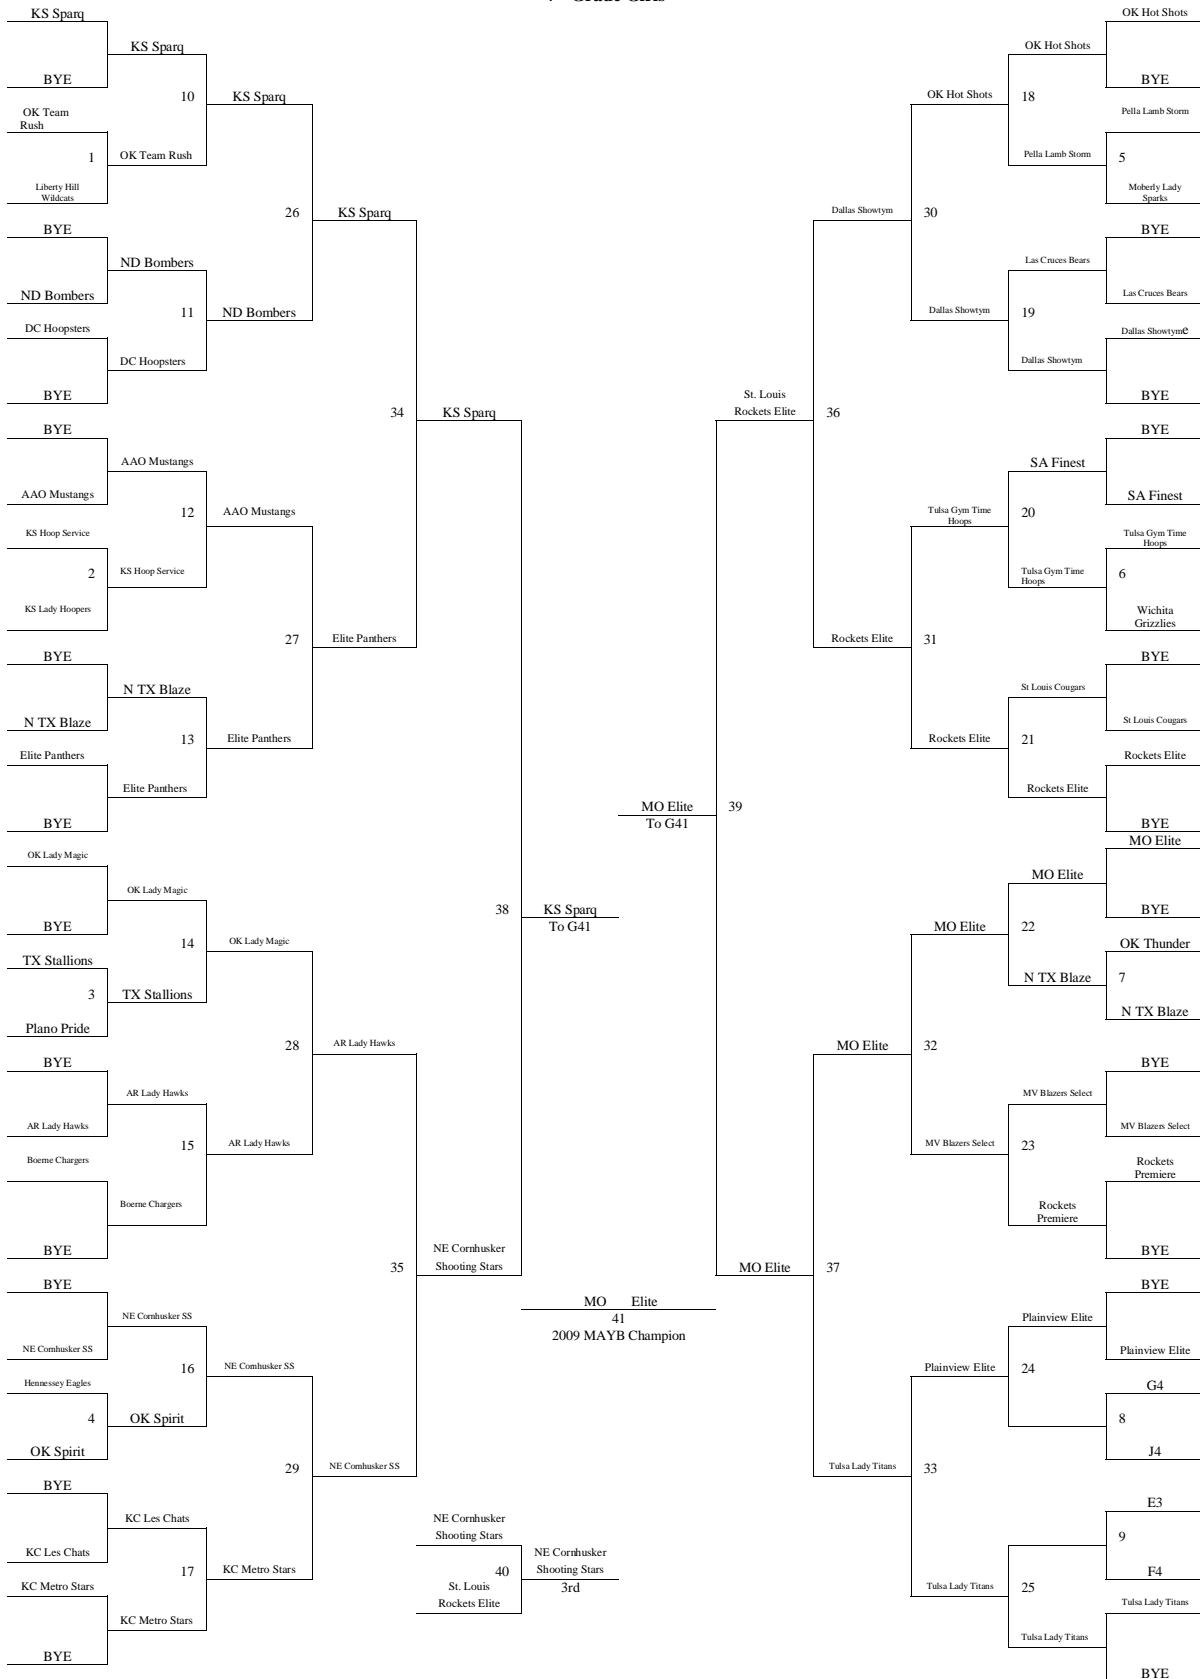 Grade Girls
KS Sparq
KS Sparq
BYE
10
KS Sparq
OK Team
Rush
1
OK Team Rush
Liberty Hill
Wildcats
26
KS Sparq
BYE
ND Bombers
ND Bombers
11
ND Bombers
DC Hoopsters
DC Hoopsters
BYE
34
KS Sparq
BYE
AAO Mustangs
AAO Mustangs
12
AAO Mustangs
KS Hoop Service
2
KS Hoop Service
KS Lady Hoopers
27
Elite Panthers
BYE
N TX Blaze
N TX Blaze
13
Elite Panthers
Elite Panthers
Elite Panthers
BYE
OK Lady Magic
OK Lady Magic
BYE
14
OK Lady Magic
TX Stallions
3
TX Stallions
Plano Pride
28
AR Lady Hawks
BYE
AR Lady Hawks
AR Lady Hawks
15
AR Lady Hawks
Boerne Chargers
Boerne Chargers
BYE
35
NE Cornhusker
Shooting Stars
BYE
NE Cornhusker SS
NE Cornhusker SS
16
NE Cornhusker SS
Hennessey Eagles
4
OK Spirit
OK Spirit
29
NE Cornhusker SS
BYE
KC Les Chats
KC Les Chats
17
KC Metro Stars
KC Metro Stars
KC Metro Stars
BYE
38
KS Sparq
To G41
MO Elite
To G41
39
MO Elite
41
2009 MAYB Champion
NE Cornhusker
Shooting Stars
40
St. Louis
Rockets Elite
NE Cornhusker
Shooting Stars
3rd
OK Hot Shots
OK Hot Shots
BYE
OK Hot Shots
18
Pella Lamb Storm
Pella Lamb Storm
5
Moberly Lady
Sparks
Dallas Showtym
30
BYE
Las Cruces Bears
Las Cruces Bears
Dallas Showtym
19
Dallas Showtyme
Dallas Showtym
BYE
St. Louis
Rockets Elite
36
BYE
SA Finest
SA Finest
Tulsa Gym Time
Hoops
20
Tulsa Gym Time
Hoops
Tulsa Gym Time
Hoops
6
Wichita
Grizzlies
Rockets Elite
31
BYE
St Louis Cougars
St Louis Cougars
Rockets Elite
21
Rockets Elite
Rockets Elite
BYE
MO Elite
MO Elite
BYE
MO Elite
22
OK Thunder
N TX Blaze
7
N TX Blaze
MO Elite
32
BYE
MV Blazers Select
MV Blazers Select
MV Blazers Select
23
Rockets
Premiere
Rockets
Premiere
BYE
MO Elite
37
BYE
Plainview Elite
Plainview Elite
Plainview Elite
24
G4
8
J4
Tulsa Lady Titans
33
E3
9
F4
Tulsa Lady Titans
25
Tulsa Lady Titans
Tulsa Lady Titans
BYE